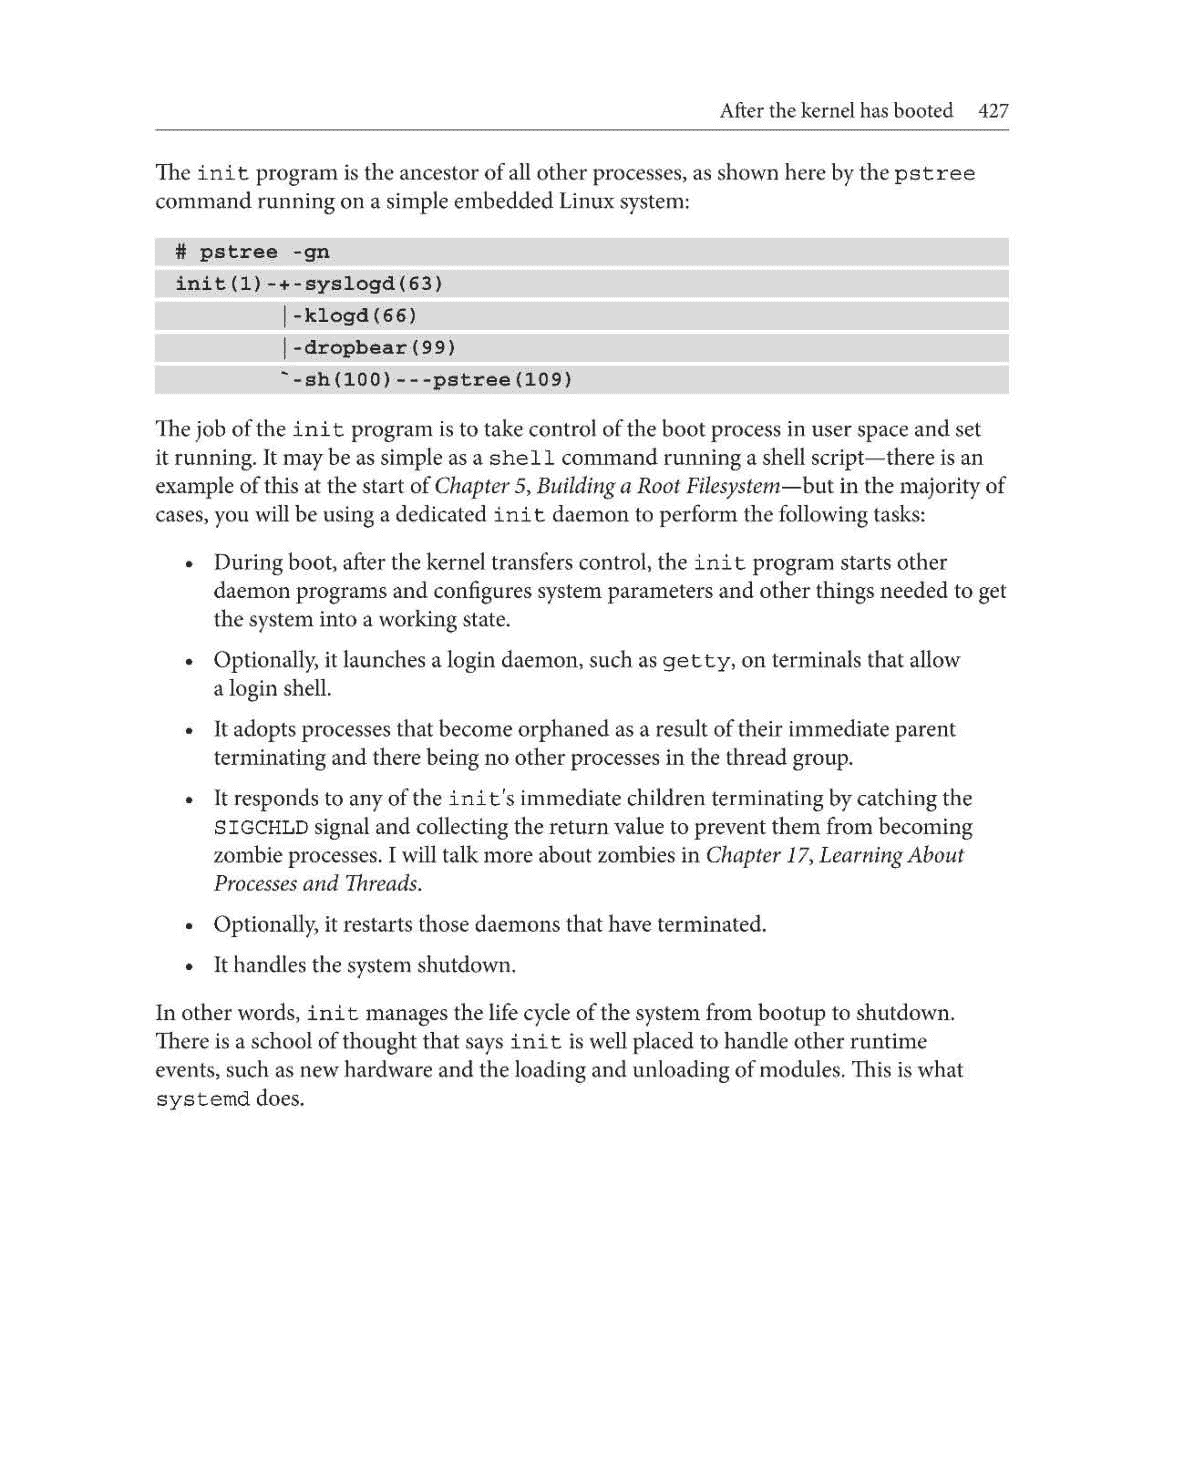 After the kernel has booted 427
The init program is the ancestor of all other processes, as shown here by the pstree
command running on a simple embedded Linux system:
# pstree -gn
init(1)-+-syslogd(63)
|-klogd(66)
|-dropbear(99)
`-sh(100)---pstree(109)
The job of the init program is to take control of the boot process in user space and set
it running. It may be as simple as a shell command running a shell script—there is an
example of this at the start of Chapter 5, Building a Root Filesystem—but in the majority of
cases, you will be using a dedicated init daemon to perform the following tasks:
• During boot, after the kernel transfers control, the init program starts other
daemon programs and configures system parameters and other things needed to get
the system into a working state.
• Optionally, it launches a login daemon, such as getty, on terminals that allow
a login shell.
• It adopts processes that become orphaned as a result of their immediate parent
terminating and there being no other processes in the thread group.
• It responds to any of the init's immediate children terminating by catching the
SIGCHLD signal and collecting the return value to prevent them from becoming
zombie processes. I will talk more about zombies in Chapter 17, Learning About
Processes and Threads.
• Optionally, it restarts those daemons that have terminated.
• It handles the system shutdown.
In other words, init manages the life cycle of the system from bootup to shutdown.
There is a school of thought that says init is well placed to handle other runtime
events, such as new hardware and the loading and unloading of modules. This is what
systemd does.